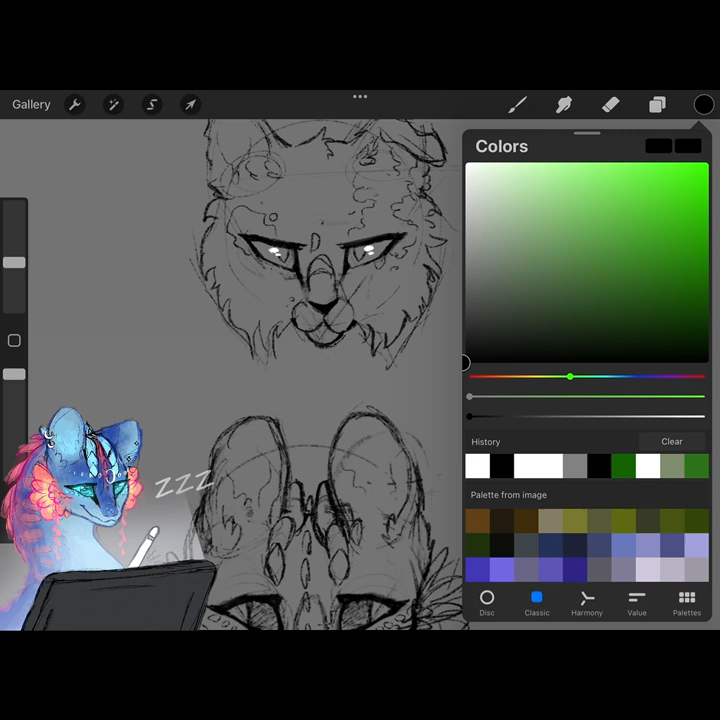 Gallery
Colors
History
Clear
Palette from image
zzz
Disc
Classic
Harmony
Value
Palettes